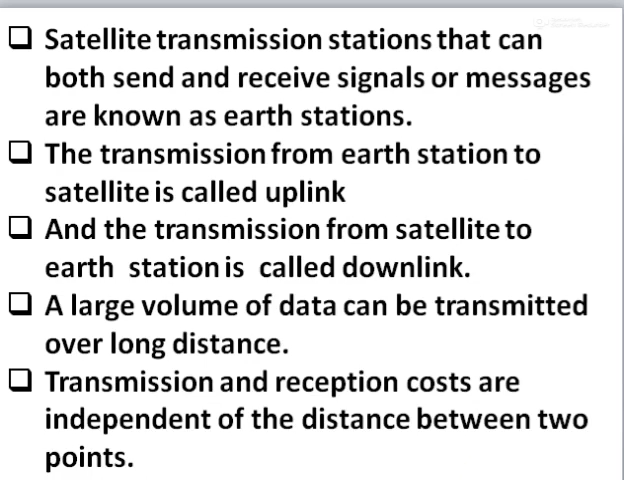 ❑ Satellite transmission stations that can
both send and receive signals or messages
are known as earth stations.
❑ The transmission from earth station to
satellite is called uplink
❑ And the transmission from satellite to
earth station is called downlink.
❑ A large volume of data can be transmitted
over long distance.
❑ Transmission and reception costs are
independent of the distance between two
points.